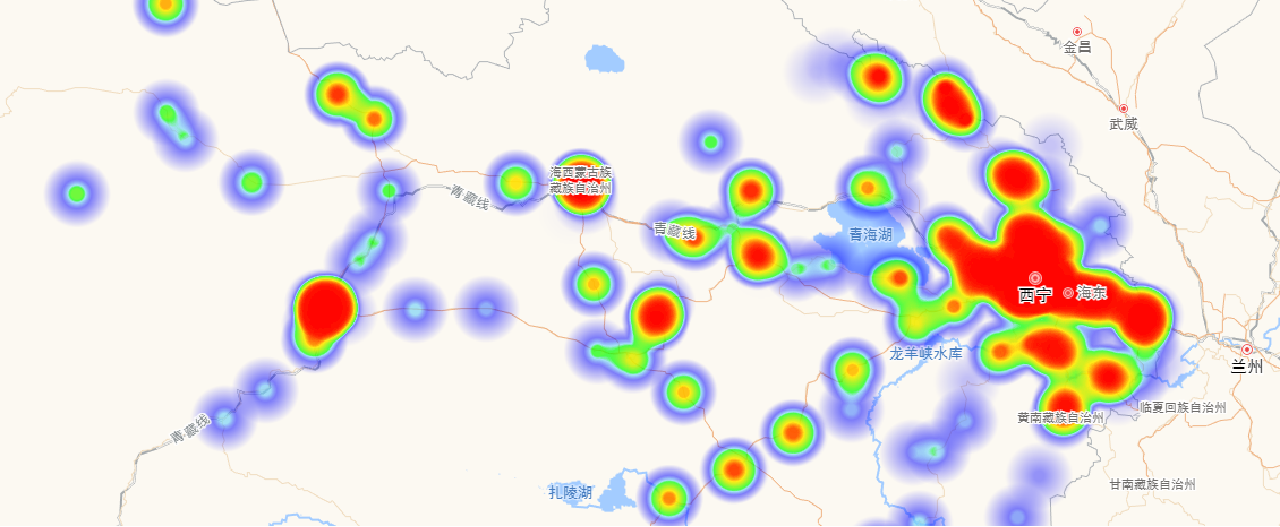 金昌
武威
海西蒙古族
藏族自治州
青藏线
青藏线
青海湖
西宁
海东
龙羊峡水库
兰州
临夏回族自治州
黄南藏族自治州
青藏线
甘南藏族自治州
扎陵湖